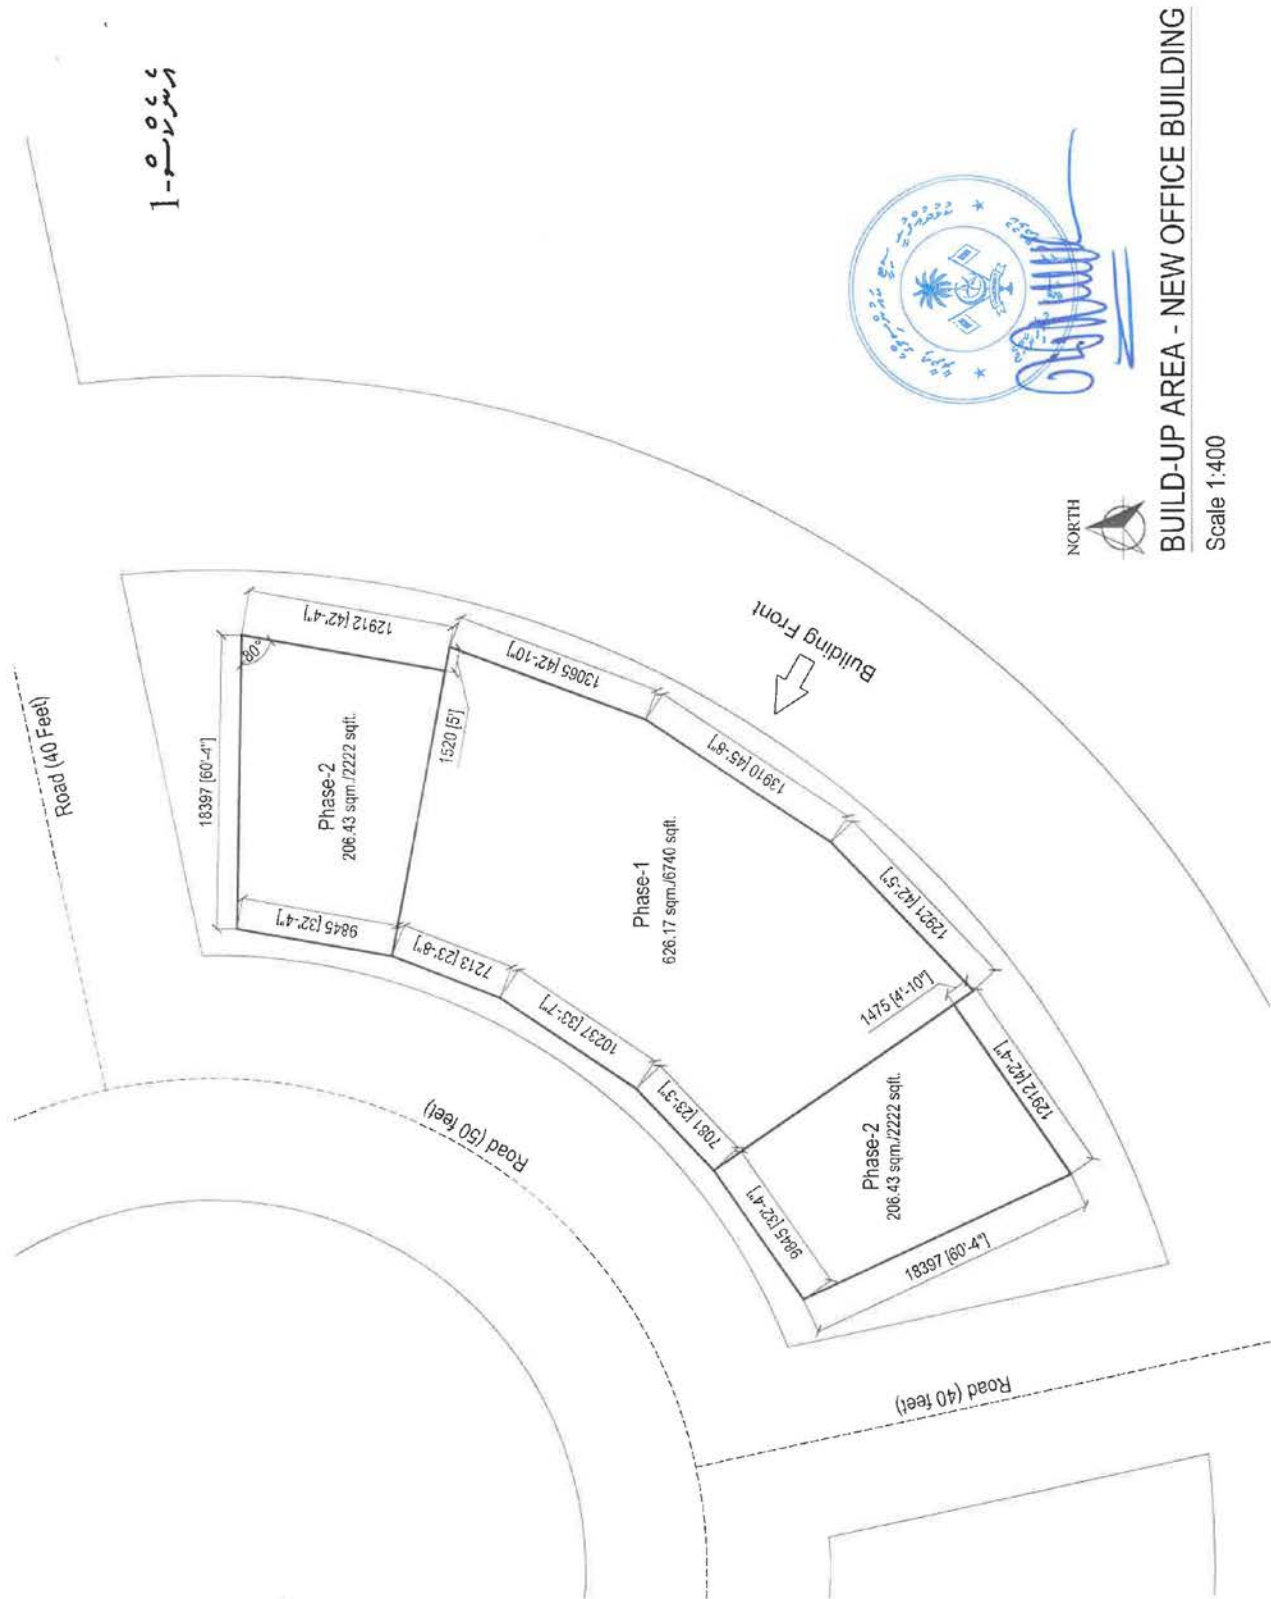 1-އެނެކްސް
Road (40 Feet)
18397 [60'-4"]
80°
12912 [42'-4"]
Phase-2
206.43 sqm./2222 sqft.
9845 [32'-4"]
1520 [5']
13065 [42'-10"]
7213 [23'-8"]
Phase-1
626.17 sqm./6740 sqft.
13910 [45'-8"]
Building Front
10237 [33'-7"]
Road (50 feet)
12921 [42'-5"]
7081 [23'-3"]
1475 [4'-10"]
Phase-2
206.43 sqm./2222 sqft.
9845 [32'-4"]
12912 [42'-4"]
18397 [60'-4"]
Road (40 feet)
NORTH
BUILD-UP AREA - NEW OFFICE BUILDING
Scale 1:400